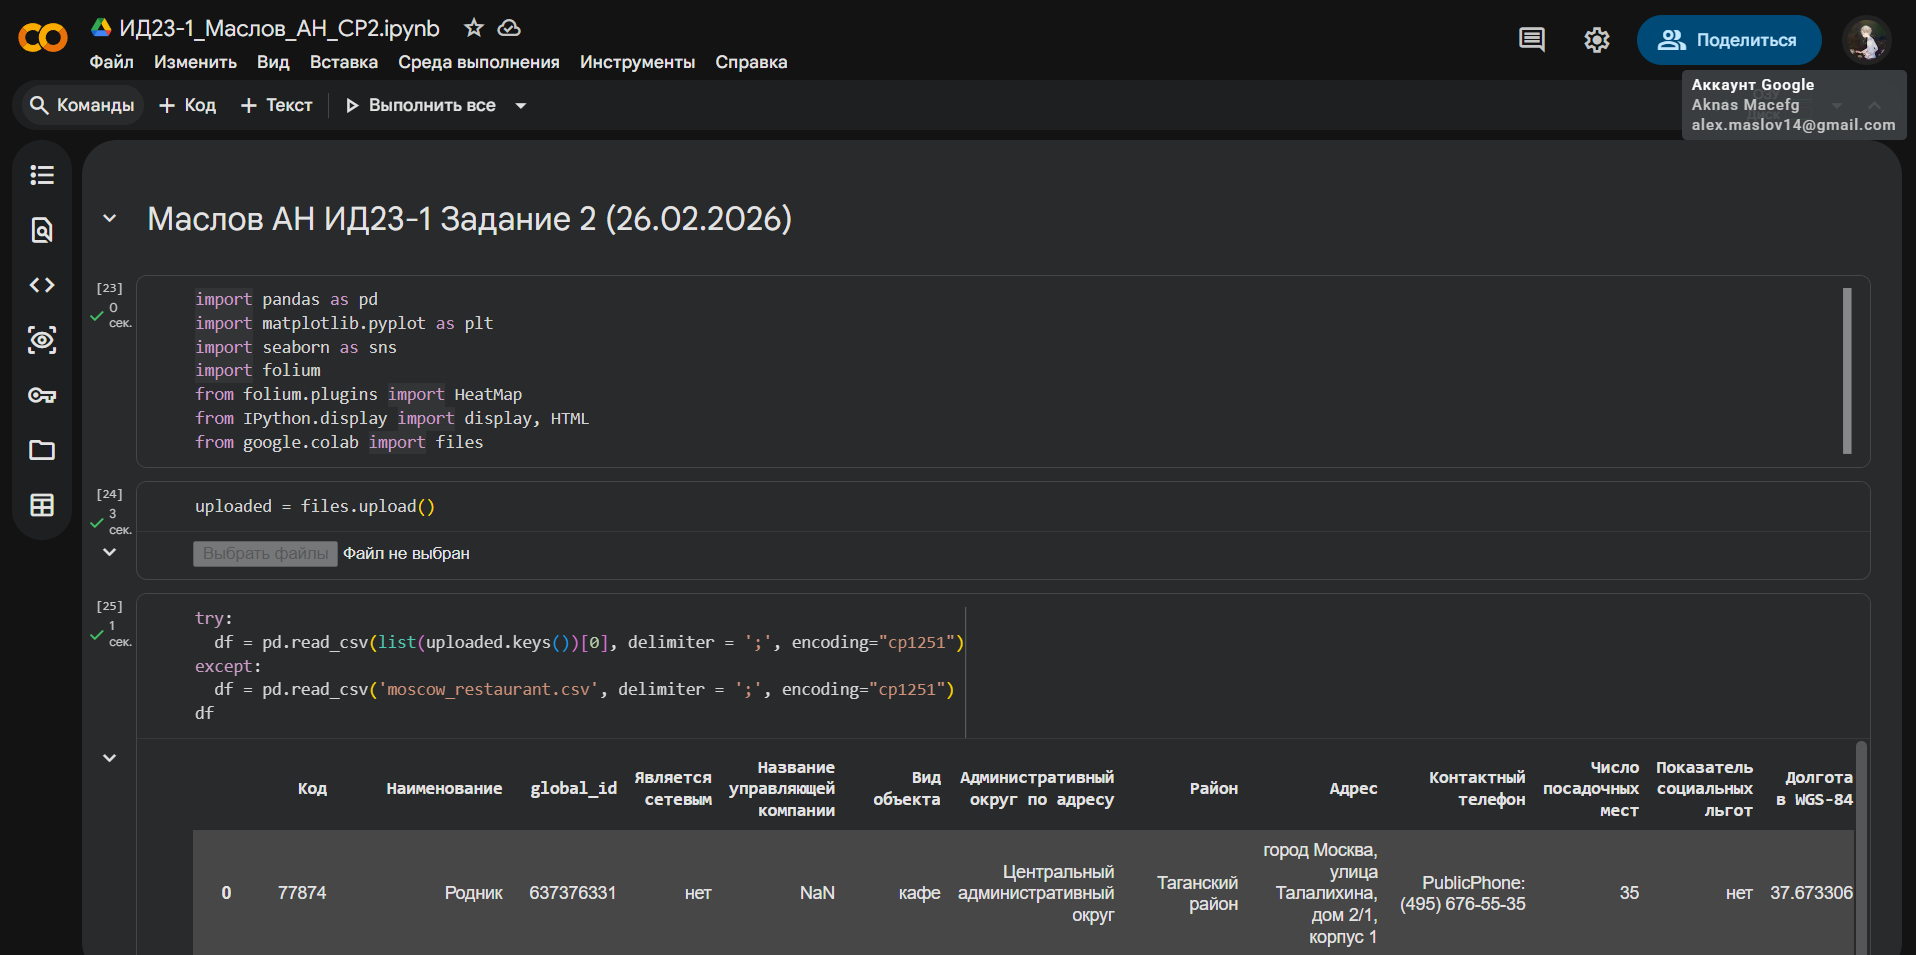 ИД23-1_Маслов_АН_СР2.ipynb
Файл Изменить Вид Вставка Среда выполнения Инструменты Справка
Поделиться
Аккаунт Google
Aknas Macefg
alex.maslov14@gmail.com
Команды + Код + Текст Выполнить все
Маслов АН ИД23-1 Задание 2 (26.02.2026)
[23]
0
сек.
import pandas as pd
import matplotlib.pyplot as plt
import seaborn as sns
import folium
from folium.plugins import HeatMap
from IPython.display import display, HTML
from google.colab import files
[24]
3
сек.
uploaded = files.upload()
Выбрать файлы Файл не выбран
[25]
1
сек.
try:
df = pd.read_csv(list(uploaded.keys())[0], delimiter = ';', encoding="cp1251")
except:
df = pd.read_csv('moscow_restaurant.csv', delimiter = ';', encoding="cp1251")
df
Код Наименование global_id Является сетевым Название управляющей компании Вид объекта Административный округ по адресу Район Адрес Контактный телефон Число посадочных мест Показатель социальных льгот Долгота в WGS-84
0 77874 Родник 637376331 нет NaN кафе Центральный административный округ Таганский район город Москва, улица Талалихина, дом 2/1, корпус 1 PublicPhone: (495) 676-55-35 35 нет 37.673306